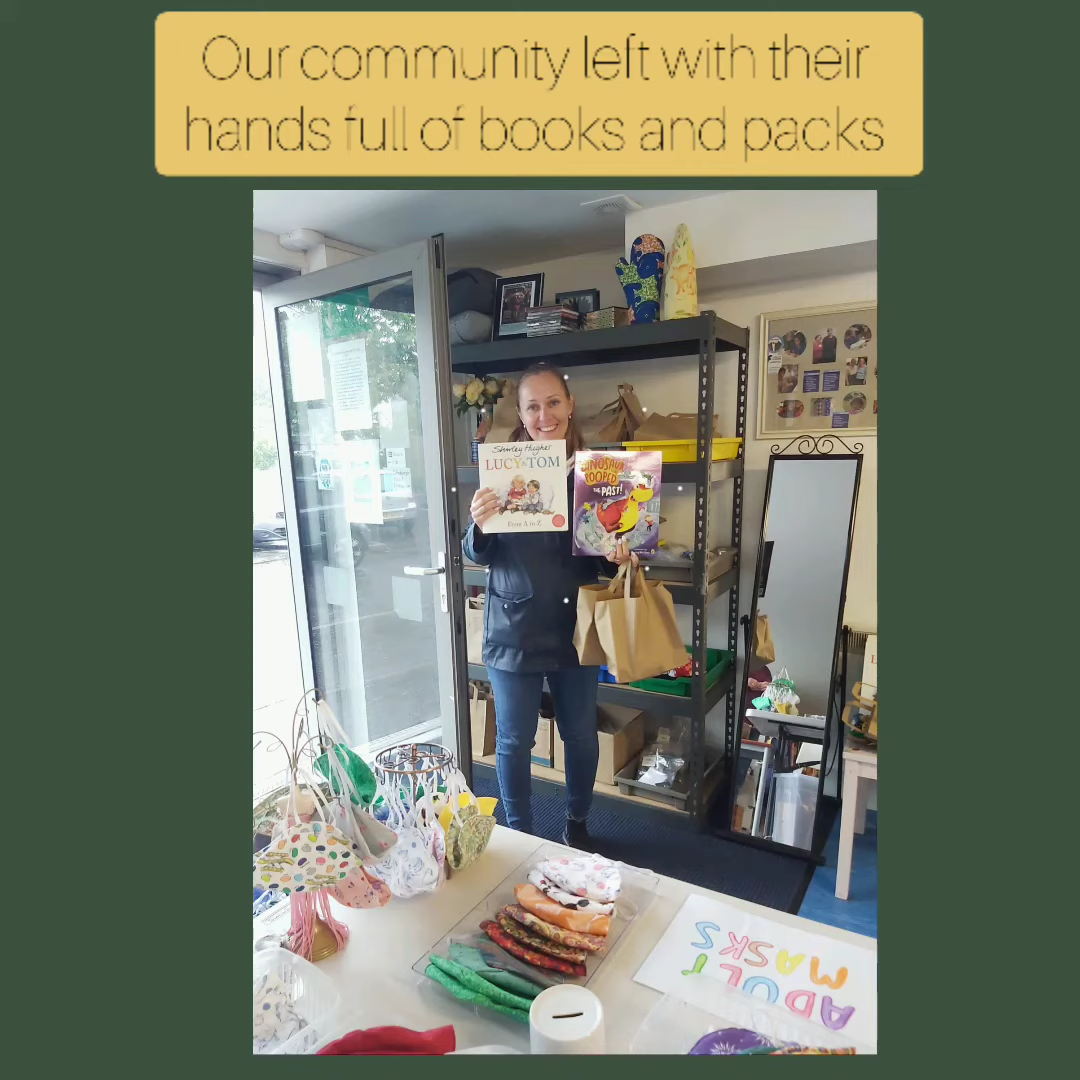 Our community left with their
hands full of books and packs
Shirley Hughes
LUCY & TOM
From A to Z
DINOSAUR
POOPED
THE PAST!
ADULT
MASKS